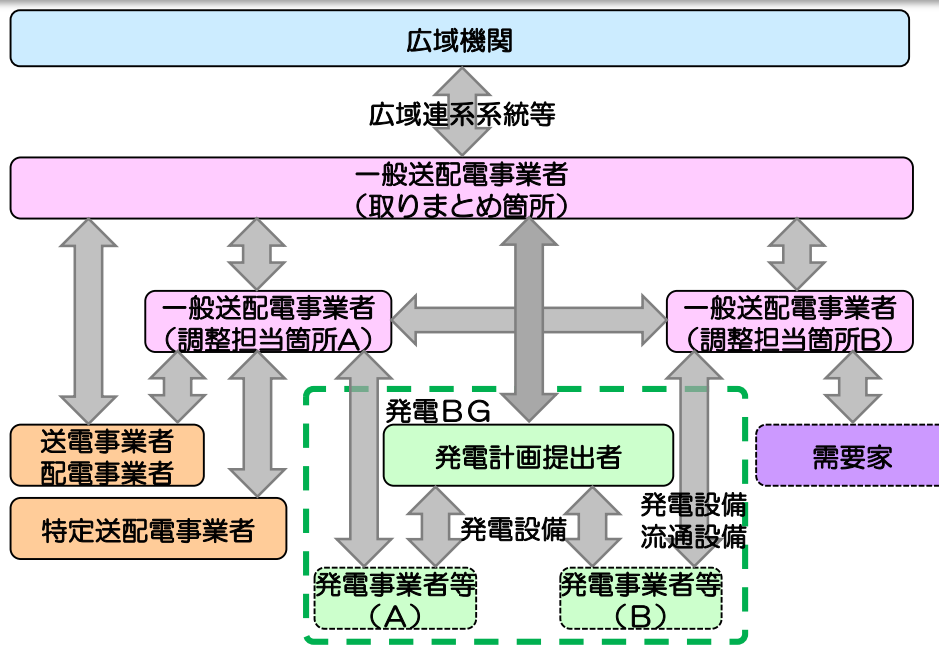 広域機関
広域連系系統等
一般送配電事業者
（取りまとめ箇所）
一般送配電事業者
（調整担当箇所A）
一般送配電事業者
（調整担当箇所B）
発電BG
送電事業者
配電事業者
発電計画提出者
需要家
特定送配電事業者
発電設備
発電設備
流通設備
発電事業者等
（A）
発電事業者等
（B）